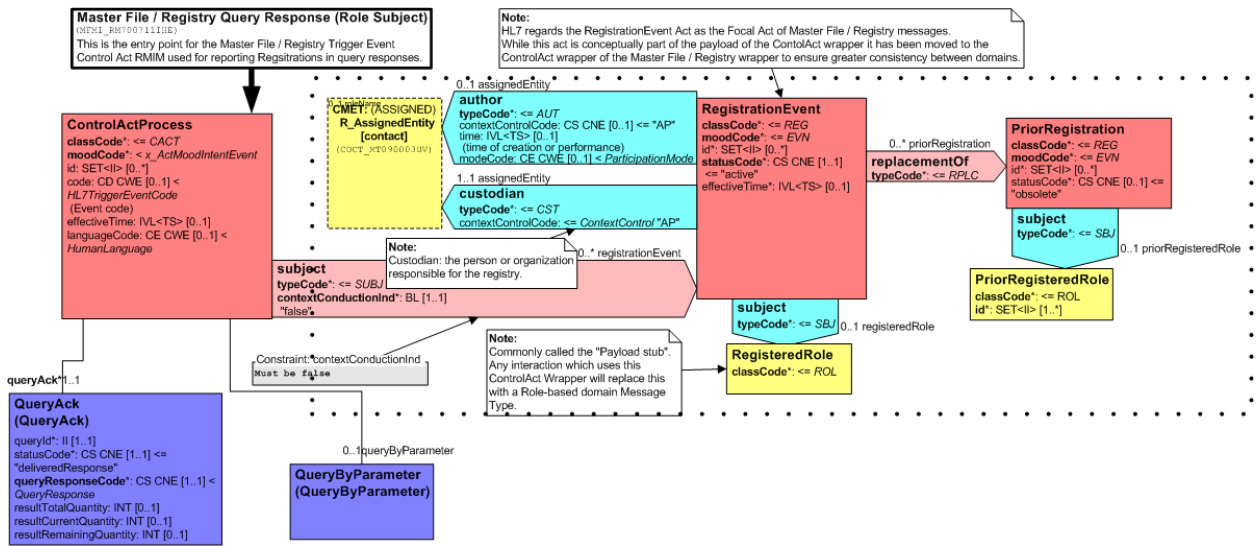 Master File / Registry Query Response (Role Subject)
(MFMI_RM700711IHE)
This is the entry point for the Master File / Registry Trigger Event
Control Act RMIM used for reporting Regsitrations in query responses.
Note:
HL7 regards the RegistrationEvent Act as the Focal Act of Master File / Registry messages.
While this act is conceptually part of the payload of the ContolAct wrapper it has been moved to the
ControlAct wrapper of the Master File / Registry wrapper to ensure greater consistency between domains.
ControlActProcess
classCode*: <= CACT
moodCode*: < x_ActMoodIntentEvent
id: SET<II> [0..*]
code: CD CWE [0..1] <
HL7TriggerEventCode
(Event code)
effectiveTime: IVL<TS> [0..1]
languageCode: CE CWE [0..1] <
HumanLanguage
0..1 roleName
CMET: (ASSIGNED)
R_AssignedEntity
[contact]
(COCT_MT090003UV)
0..1 assignedEntity
author
typeCode*: <= AUT
contextControlCode: CS CNE [0..1] <= "AP"
time: IVL<TS> [0..1]
(time of creation or performance)
modeCode: CE CWE [0..1] < ParticipationMode
1..1 assignedEntity
custodian
typeCode*: <= CST
contextControlCode: <= ContextControl "AP"
Note:
Custodian: the person or organization
responsible for the registry.
0..* registrationEvent
subject
typeCode*: <= SUBJ
contextConductionInd*: BL [1..1]
"false"
Constraint: contextConductionInd
Must be false
RegistrationEvent
classCode*: <= REG
moodCode*: <= EVN
id*: SET<II> [0..*]
statusCode*: CS CNE [1..1]
<= "active"
effectiveTime*: IVL<TS> [0..1]
0..* priorRegistration
replacementOf
typeCode*: <= RPLC
PriorRegistration
classCode*: <= REG
moodCode*: <= EVN
id*: SET<II> [0..*]
statusCode*: CS CNE [0..1] <=
"obsolete"
subject
typeCode*: <= SBJ
0..1 priorRegisteredRole
PriorRegisteredRole
classCode*: <= ROL
id*: SET<II> [1..*]
subject
typeCode*: <= SBJ
0..1 registeredRole
RegisteredRole
classCode*: <= ROL
Note:
Commonly called the "Payload stub".
Any interaction which uses this
ControlAct Wrapper will replace this
with a Role-based domain Message
Type.
queryAck*1..1
QueryAck
(QueryAck)
queryId*: II [1..1]
statusCode*: CS CNE [1..1] <=
"deliveredResponse"
queryResponseCode*: CS CNE [1..1] <
QueryResponse
resultTotalQuantity: INT [0..1]
resultCurrentQuantity: INT [0..1]
resultRemainingQuantity: INT [0..1]
0..1queryByParameter
QueryByParameter
(QueryByParameter)